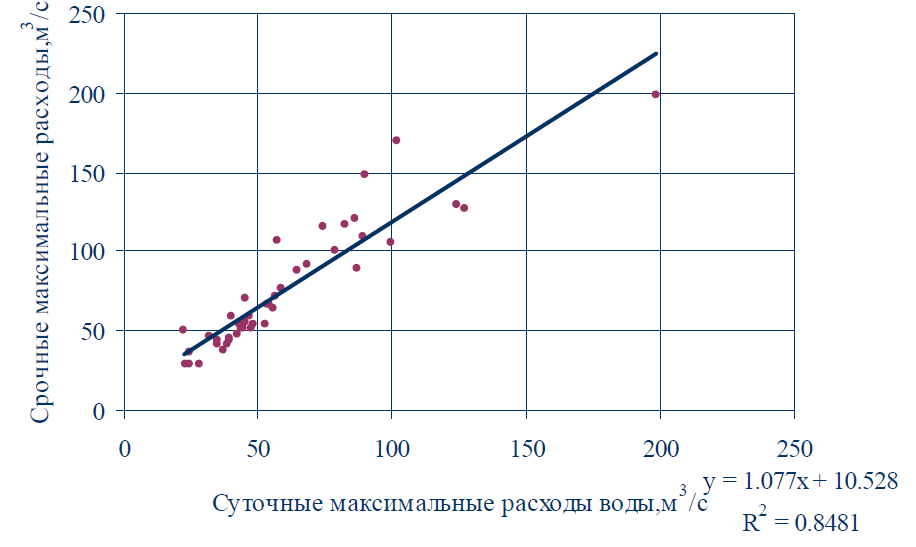 Срочные максимальные расходы,м³/с
250
200
150
100
50
0
0 50 100 150 200 250
Суточные максимальные расходы воды,м³/с
y = 1.077x + 10.528
R² = 0.8481